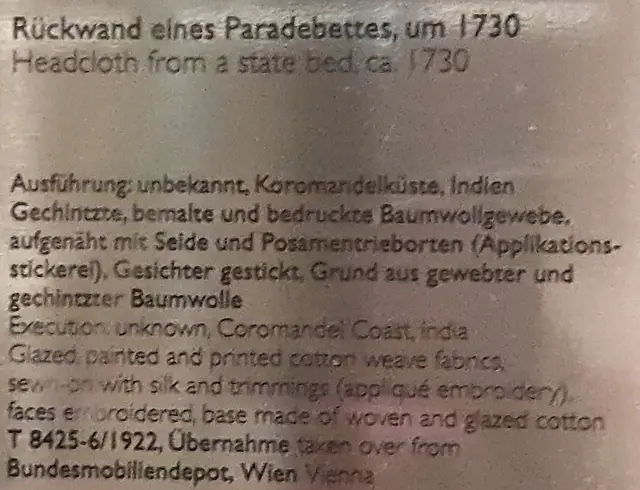 Rückwand eines Paradebettes, um 1730
Headcloth from a state bed, ca. 1730
Ausführung: unbekannt, Koromandelküste, Indien
Gechintzte, bemalte und bedruckte Baumwollgewebe,
aufgenäht mit Seide und Posamentrieborten (Applikations-
stickerei), Gesichter gestickt, Grund aus gewebter und
gechintzter Baumwolle
Execution: unknown, Coromandel Coast, India
Glazed, painted and printed cotton weave fabrics,
sewn-on with silk and trimmings (appliqué embroidery),
faces embroidered, base made of woven and glazed cotton
T 8425-6/1922, Übernahme taken over from
Bundesmobiliendepot, Wien Vienna